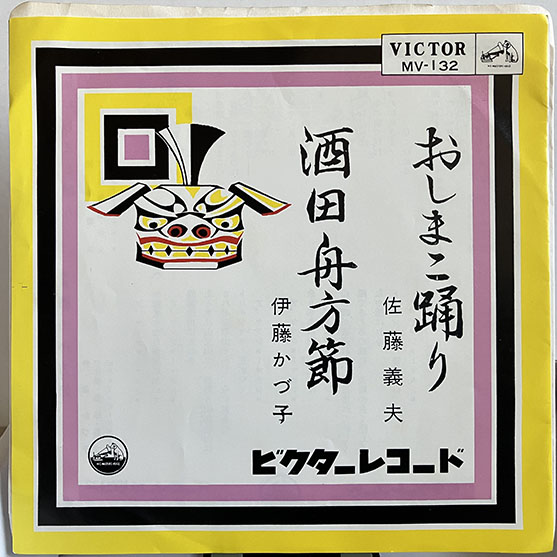 VICTOR
MV-132
おしまこ踊り
佐藤義夫
酒田舟方節
伊藤かづ子
ビクターレコード